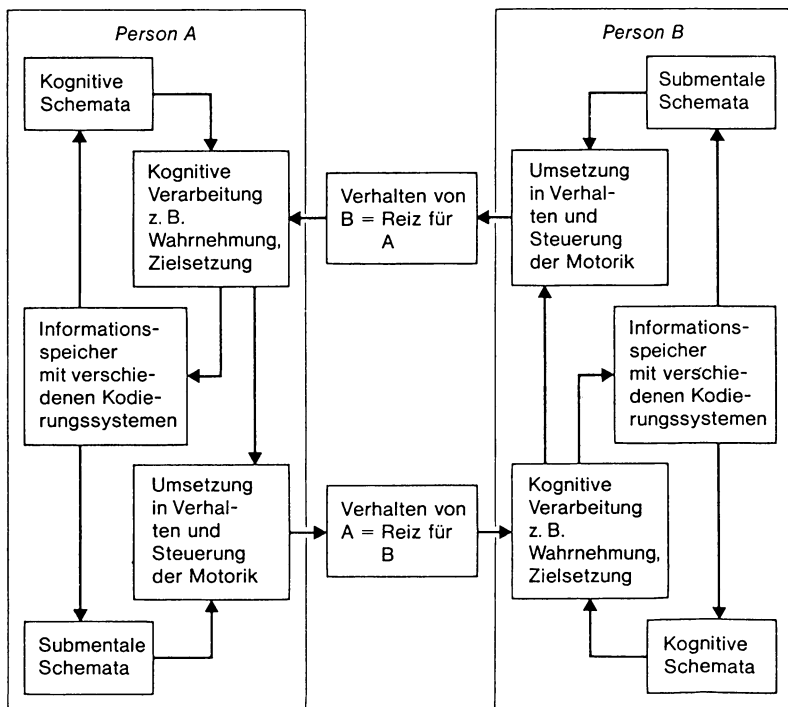 Person A
Kognitive
Schemata
Kognitive
Verarbeitung
z. B.
Wahrnehmung,
Zielsetzung
Informations-
speicher
mit verschie-
denen Kodie-
rungssystemen
Umsetzung
in Verhal-
ten und
Steuerung
der Motorik
Submentale
Schemata
Verhalten von
B = Reiz für
A
Verhalten von
A = Reiz für
B
Person B
Submentale
Schemata
Umsetzung
in Verhal-
ten und
Steuerung
der Motorik
Informations-
speicher
mit verschie-
denen Kodie-
rungssystemen
Kognitive
Verarbeitung
z. B.
Wahrnehmung,
Zielsetzung
Kognitive
Schemata